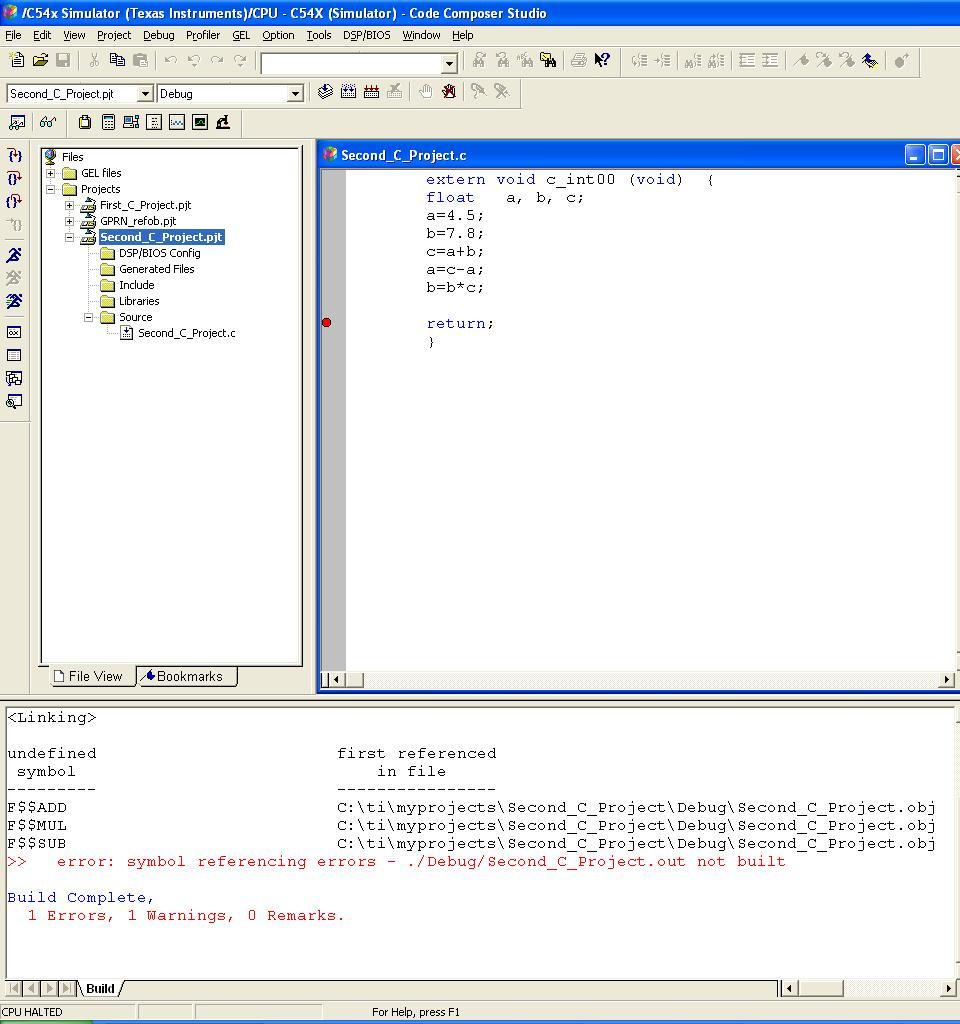 /C54x Simulator (Texas Instruments)/CPU - C54X (Simulator) - Code Composer Studio
File Edit View Project Debug Profiler GEL Option Tools DSP/BIOS Window Help
Second_C_Project.pjt Debug
Files
GEL files
Projects
First_C_Project.pjt
GPRN_refob.pjt
Second_C_Project.pjt
DSP/BIOS Config
Generated Files
Include
Libraries
Source
Second_C_Project.c
File View Bookmarks
Second_C_Project.c
extern void c_int00 (void) {
float a, b, c;
a=4.5;
b=7.8;
c=a+b;
a=c-a;
b=b*c;
return;
}
<Linking>
undefined first referenced
symbol in file
--------- ----------------
F$$ADD C:\ti\myprojects\Second_C_Project\Debug\Second_C_Project.obj
F$$MUL C:\ti\myprojects\Second_C_Project\Debug\Second_C_Project.obj
F$$SUB C:\ti\myprojects\Second_C_Project\Debug\Second_C_Project.obj
>> error: symbol referencing errors - ./Debug/Second_C_Project.out not built
Build Complete,
1 Errors, 1 Warnings, 0 Remarks.
Build
CPU HALTED For Help, press F1